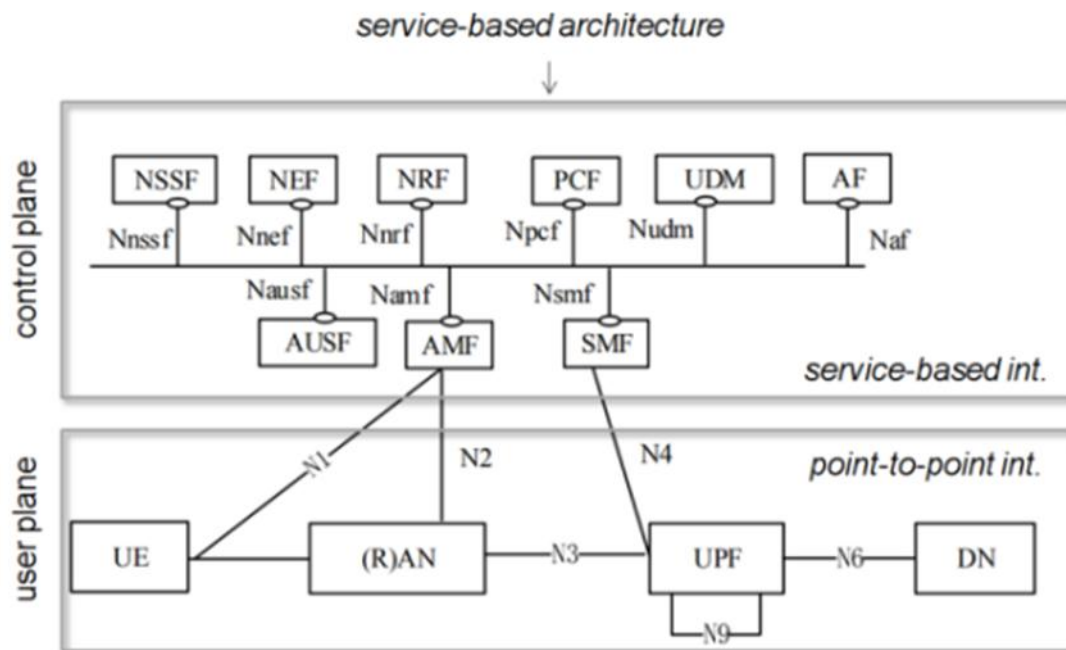 service-based architecture
control plane
NSSF NEF NRF PCF UDM AF
Nnssf Nnef Nnrf Npcf Nudm Naf
Nausf Namf Nsmf
AUSF AMF SMF
service-based int.
user plane
N1 N2 N4 point-to-point int.
UE (R)AN N3 UPF N6 DN
N9